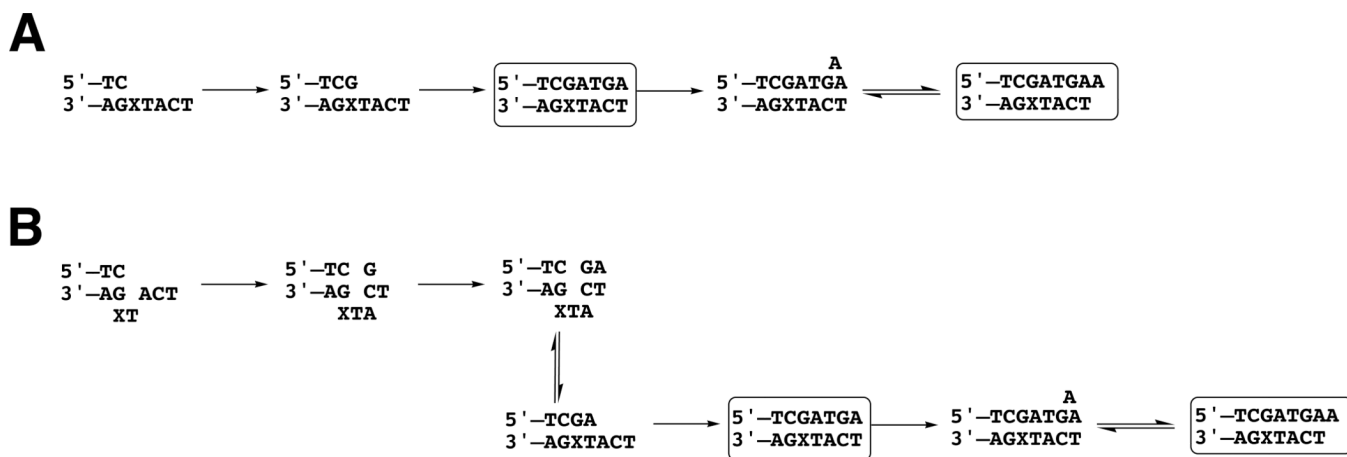 A
A
5'–TC 5'–TCG 5'–TCGATGA 5'–TCGATGA 5'–TCGATGAA
3'–AGXTACT 3'–AGXTACT 3'–AGXTACT 3'–AGXTACT 3'–AGXTACT
B
5'–TC 5'–TC G 5'–TC GA
3'–AG ACT 3'–AG CT 3'–AG CT
XT XTA XTA
A
5'–TCGA 5'–TCGATGA 5'–TCGATGA 5'–TCGATGAA
3'–AGXTACT 3'–AGXTACT 3'–AGXTACT 3'–AGXTACT